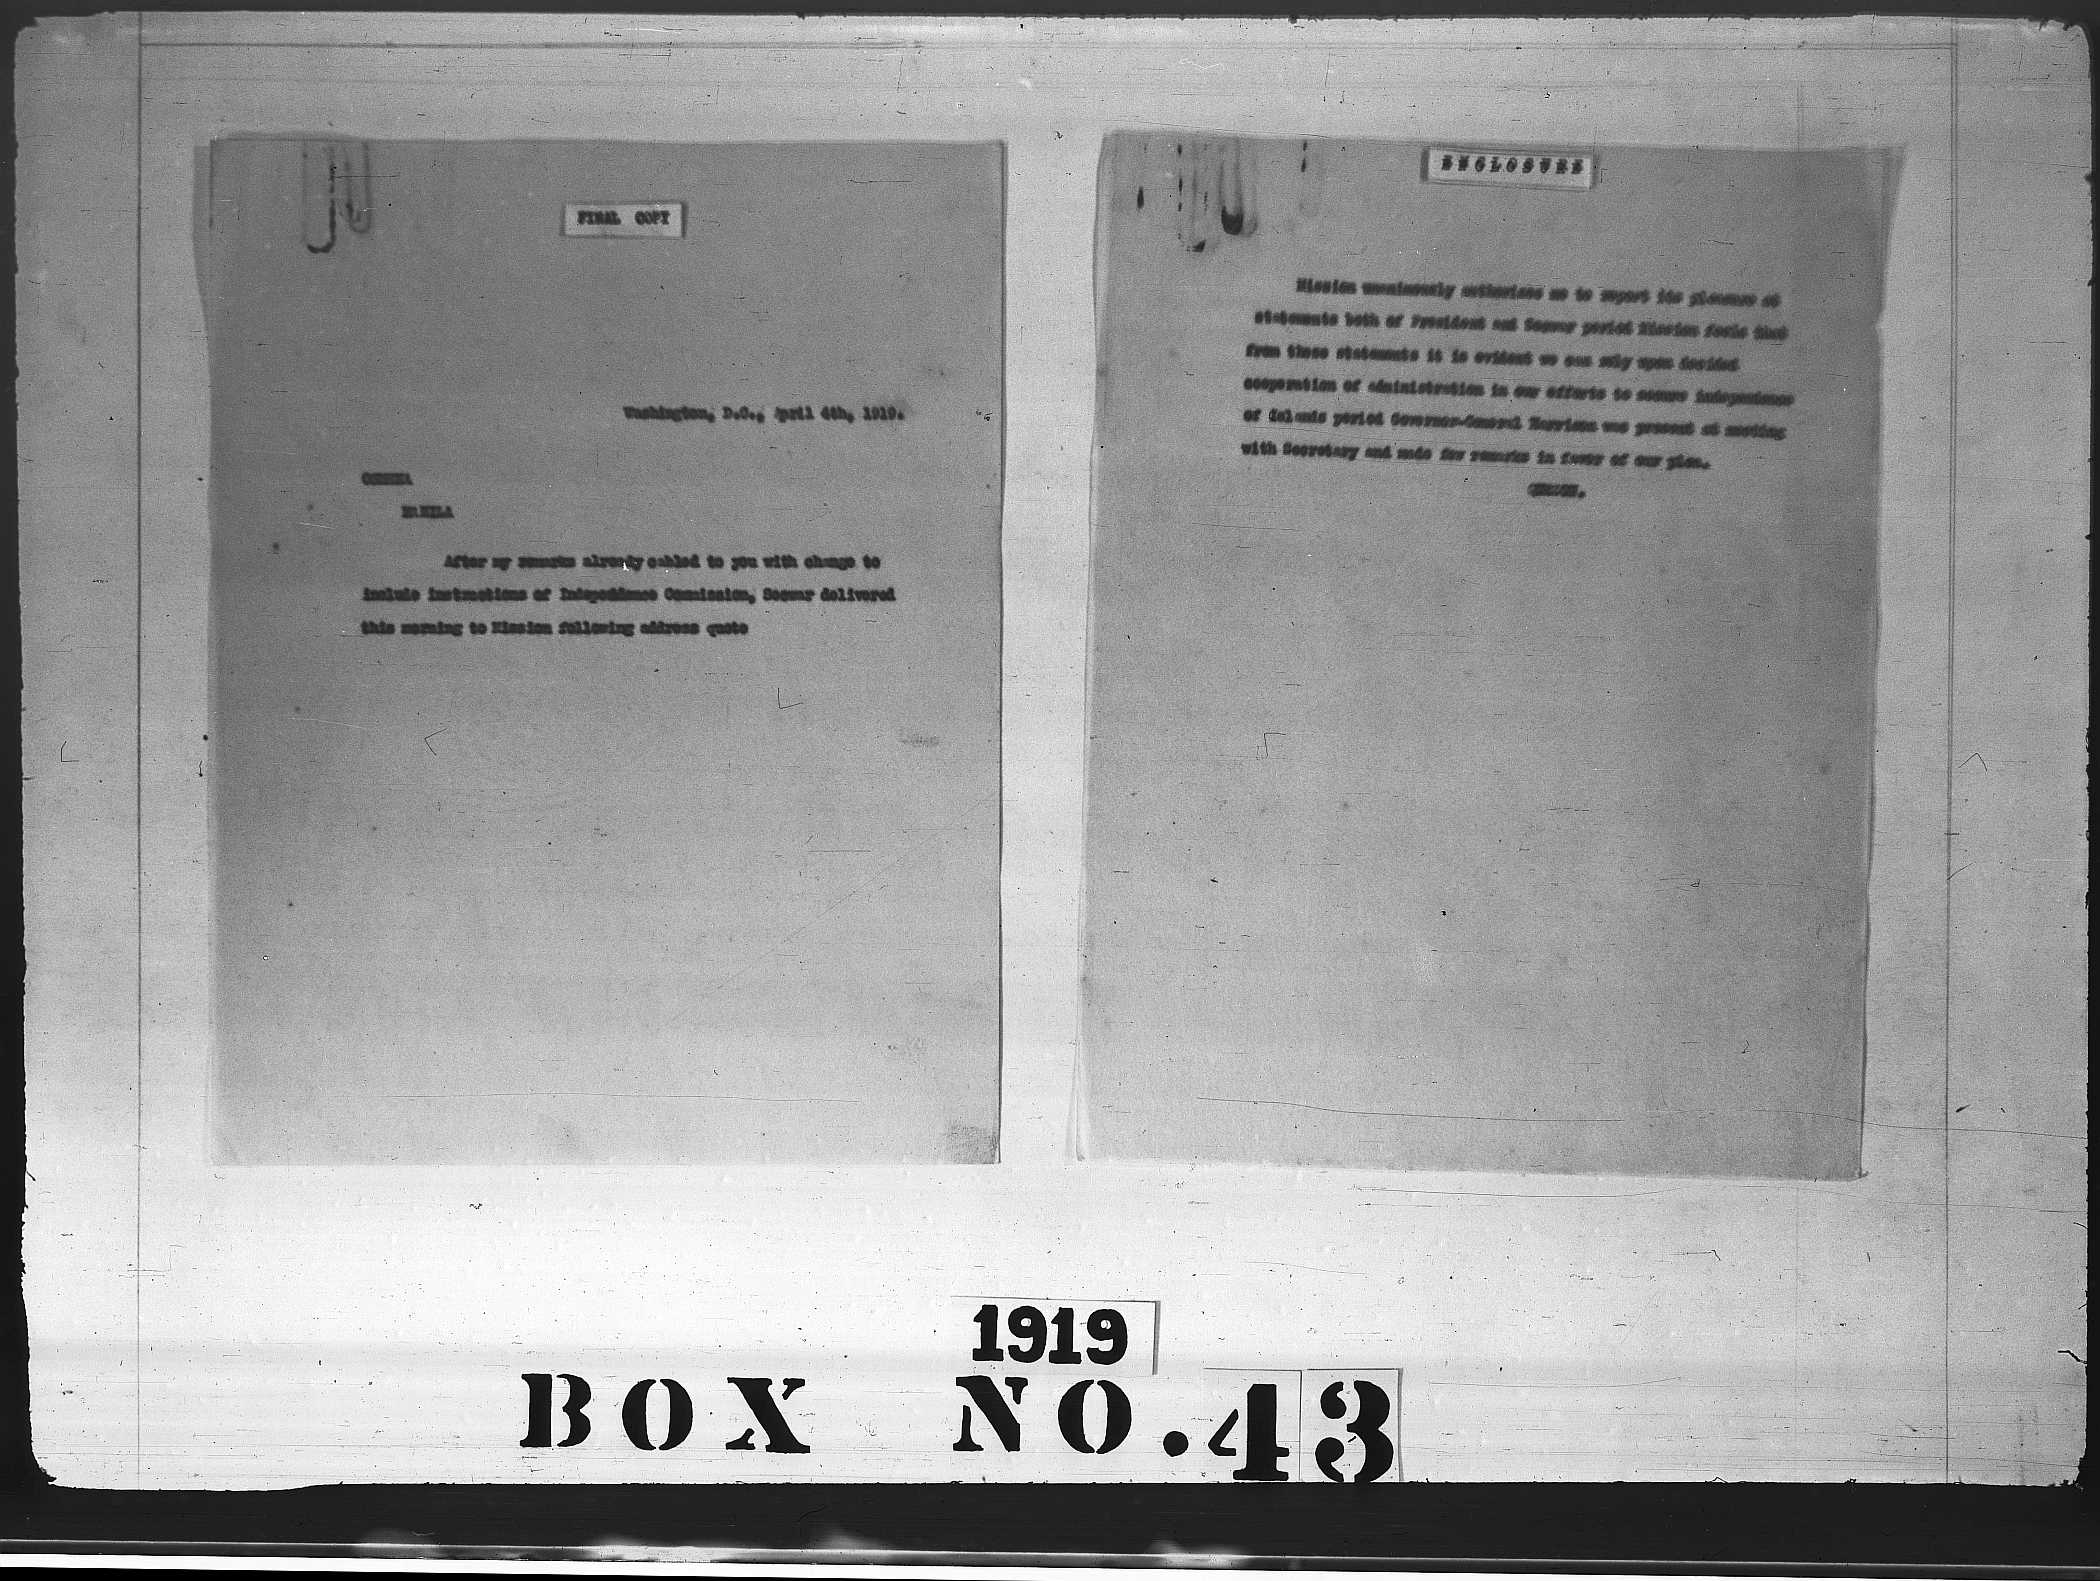 FINAL COPY
Washington, D.C., April 4th, 1919.
MANILA
After my remarks already cabled to you with change to
include instructions of Independence Commission, Secwar delivered
this morning to Mission following address quote
ENCLOSURE
Mission unanimously authorizes me to report its pleasure at
statements both of President and Secwar period Mission feels that
from these statements it is evident we can rely upon decided
cooperation of administration in our efforts to secure independence
of Islands period Governor-General Harrison was present at meeting
with Secretary and made few remarks in favor of our plan.
QUEZON.
1919
BOX NO. 43